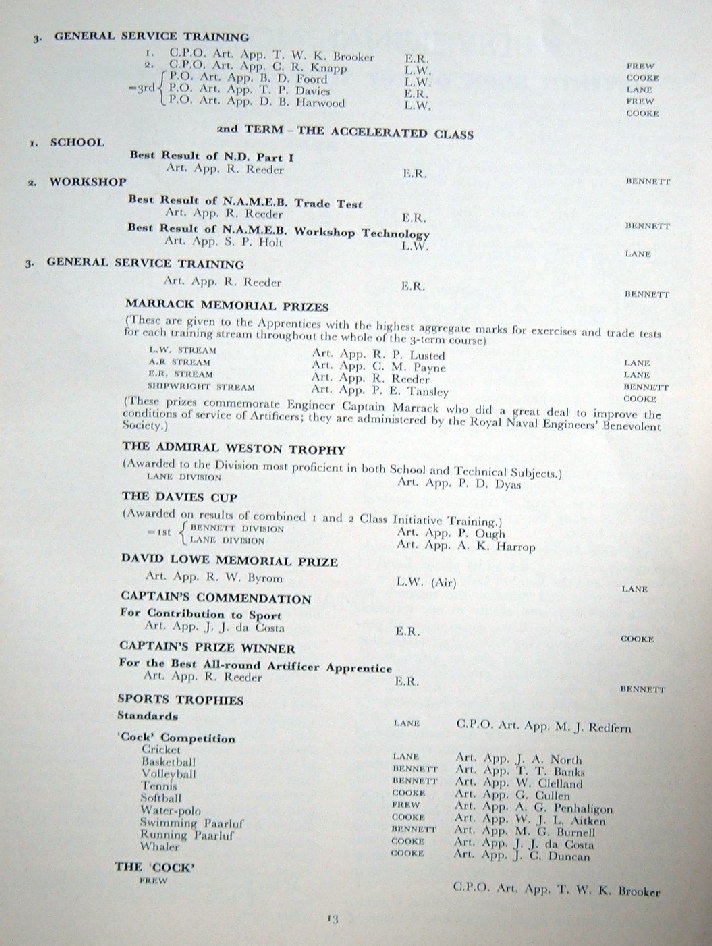 3. GENERAL SERVICE TRAINING
1. C.P.O. Art. App. T. W. K. Brooker E.R. FREW
2. C.P.O. Art. App. C. R. Knapp L.W. COOKE
=3rd { P.O. Art. App. B. D. Foord L.W. LANE
P.O. Art. App. T. P. Davies E.R. FREW
P.O. Art. App. D. B. Harwood L.W. COOKE
2nd TERM – THE ACCELERATED CLASS
1. SCHOOL
Best Result of N.D. Part I
Art. App. R. Reeder E.R. BENNETT
2. WORKSHOP
Best Result of N.A.M.E.B. Trade Test
Art. App. R. Reeder E.R. BENNETT
Best Result of N.A.M.E.B. Workshop Technology
Art. App. S. P. Holt L.W. LANE
3. GENERAL SERVICE TRAINING
Art. App. R. Reeder E.R. BENNETT
MARRACK MEMORIAL PRIZES
(These are given to the Apprentices with the highest aggregate marks for exercises and trade tests
for each training stream throughout the whole of the 3-term course)
L.W. STREAM Art. App. R. P. Lusted LANE
A.R STREAM Art. App. C. M. Payne LANE
E.R. STREAM Art. App. R. Reeder BENNETT
SHIPWRIGHT STREAM Art. App. P. E. Tansley COOKE
(These prizes commemorate Engineer Captain Marrack who did a great deal to improve the
conditions of service of Artificers; they are administered by the Royal Naval Engineers' Benevolent
Society.)
THE ADMIRAL WESTON TROPHY
(Awarded to the Division most proficient in both School and Technical Subjects.)
LANE DIVISION Art. App. P. D. Dyas
THE DAVIES CUP
(Awarded on results of combined 1 and 2 Class Initiative Training.)
=1st { BENNETT DIVISION Art. App. P. Ough
LANE DIVISION Art. App. A. K. Harrop
DAVID LOWE MEMORIAL PRIZE
Art. App. R. W. Byrom L.W. (Air) LANE
CAPTAIN'S COMMENDATION
For Contribution to Sport
Art. App. J. J. da Costa E.R. COOKE
CAPTAIN'S PRIZE WINNER
For the Best All-round Artificer Apprentice
Art. App. R. Reeder E.R. BENNETT
SPORTS TROPHIES
Standards LANE C.P.O. Art. App. M. J. Redfern
'Cock' Competition
Cricket LANE Art. App. J. A. North
Basketball BENNETT Art. App. T. T. Banks
Volleyball BENNETT Art. App. W. Clelland
Tennis COOKE Art. App. G. Cullen
Softball FREW Art. App. A. G. Penhaligon
Water-polo COOKE Art. App. W. J. L. Aitken
Swimming Paarluf BENNETT Art. App. M. G. Burnell
Running Paarluf COOKE Art. App. J. J. da Costa
Whaler COOKE Art. App. J. C. Duncan
THE 'COCK'
FREW C.P.O. Art. App. T. W. K. Brooker
13